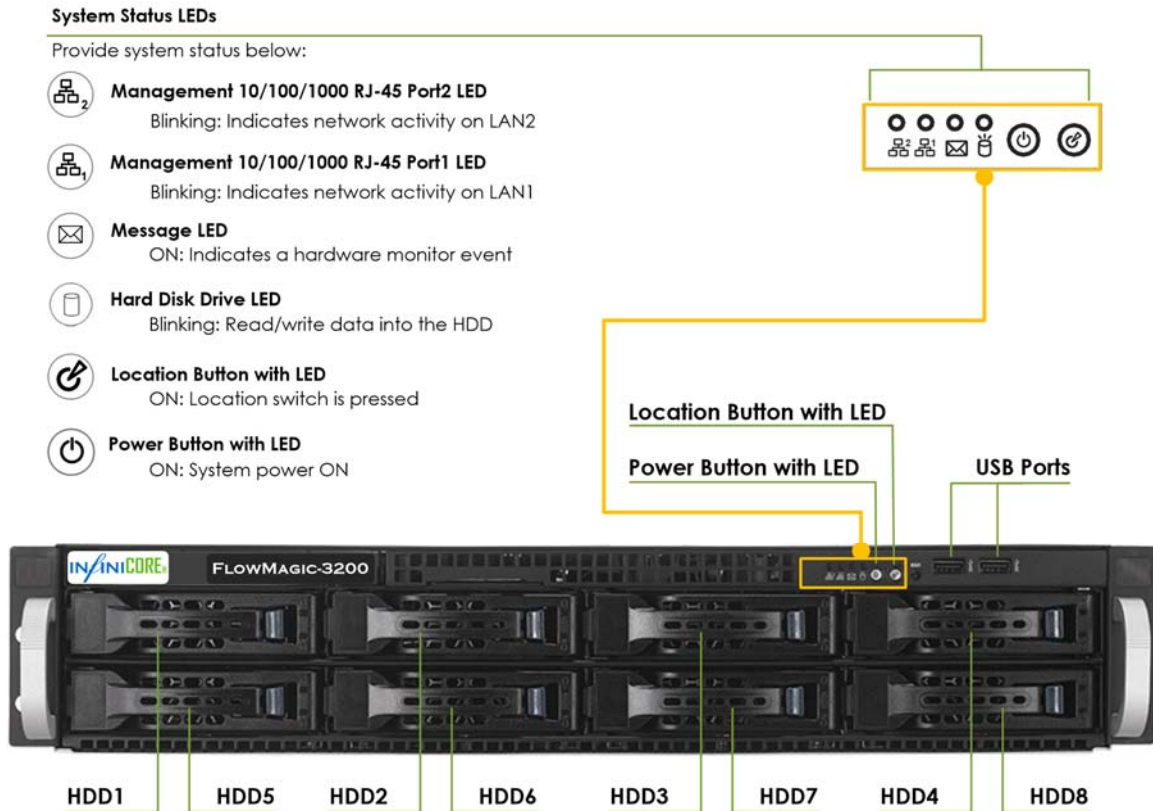 System Status LEDs
Provide system status below:
2
Management 10/100/1000 RJ-45 Port2 LED
Blinking: Indicates network activity on LAN2
1
Management 10/100/1000 RJ-45 Port1 LED
Blinking: Indicates network activity on LAN1
Message LED
ON: Indicates a hardware monitor event
Hard Disk Drive LED
Blinking: Read/write data into the HDD
Location Button with LED
ON: Location switch is pressed
Power Button with LED
ON: System power ON
2 1
Location Button with LED
Power Button with LED
USB Ports
INFINICORE
FLOWMAGIC-3200
HDD1 HDD5 HDD2 HDD6 HDD3 HDD7 HDD4 HDD8